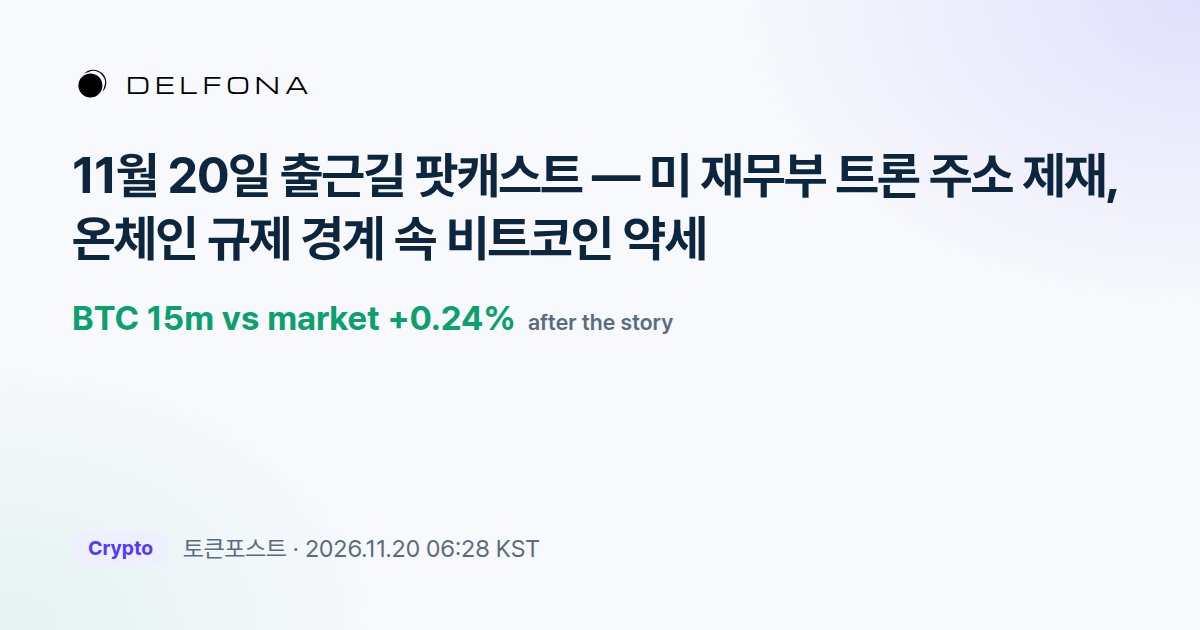 DELFONA
11월 20일 출근길 팟캐스트 — 미 재무부 트론 주소 제재,
온체인 규제 경계 속 비트코인 약세
BTC 15m vs market +0.24% after the story
Crypto 토큰포스트 · 2026.11.20 06:28 KST